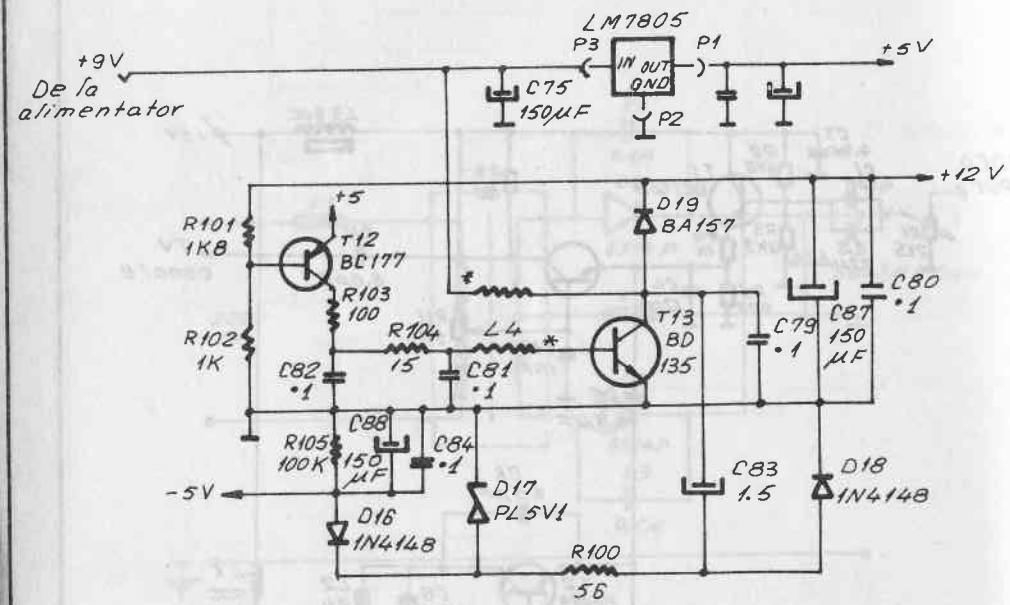 LM7805
+9V
P3
P1
+5V
IN OUT
GND
De la
alimentator
C75
150µF
P2
+12 V
+5
D19
BA157
R101
1K8
T12
BC177
*
C80
.1
R103
100
T13
BD
135
C79
.1
C87
150
µF
R102
1K
R104
15
L4
*
C82
.1
C81
.1
C88
150
µF
R105
100K
C84
.1
C83
1.5
D18
1N4148
-5V
D17
PL5V1
D16
1N4148
R100
56